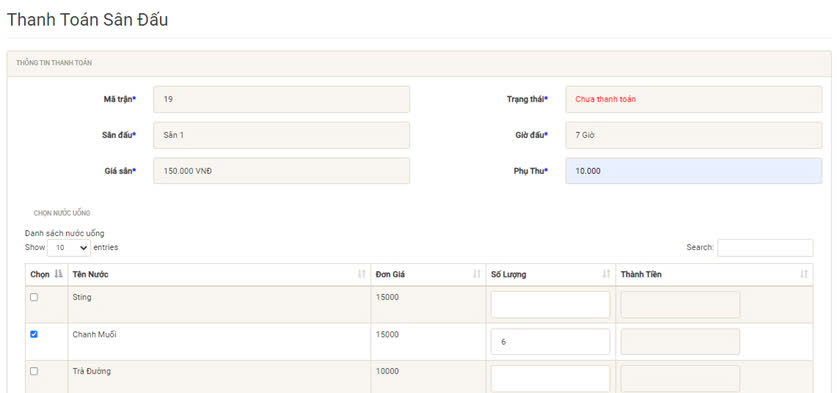 Thanh Toán Sân Đấu
THÔNG TIN THANH TOÁN
Mã trận* 19 Trạng thái* Chưa thanh toán
Sân đấu* Sân 1 Giờ đấu* 7 Giờ
Giá sân* 150.000 VNĐ Phụ Thu* 10.000
CHỌN NƯỚC UỐNG
Danh sách nước uống
Show 10 entries Search:
Chọn Tên Nước Đơn Giá Số Lượng Thành Tiền
Sting 15000
Chanh Muối 15000 6
Trà Đường 10000